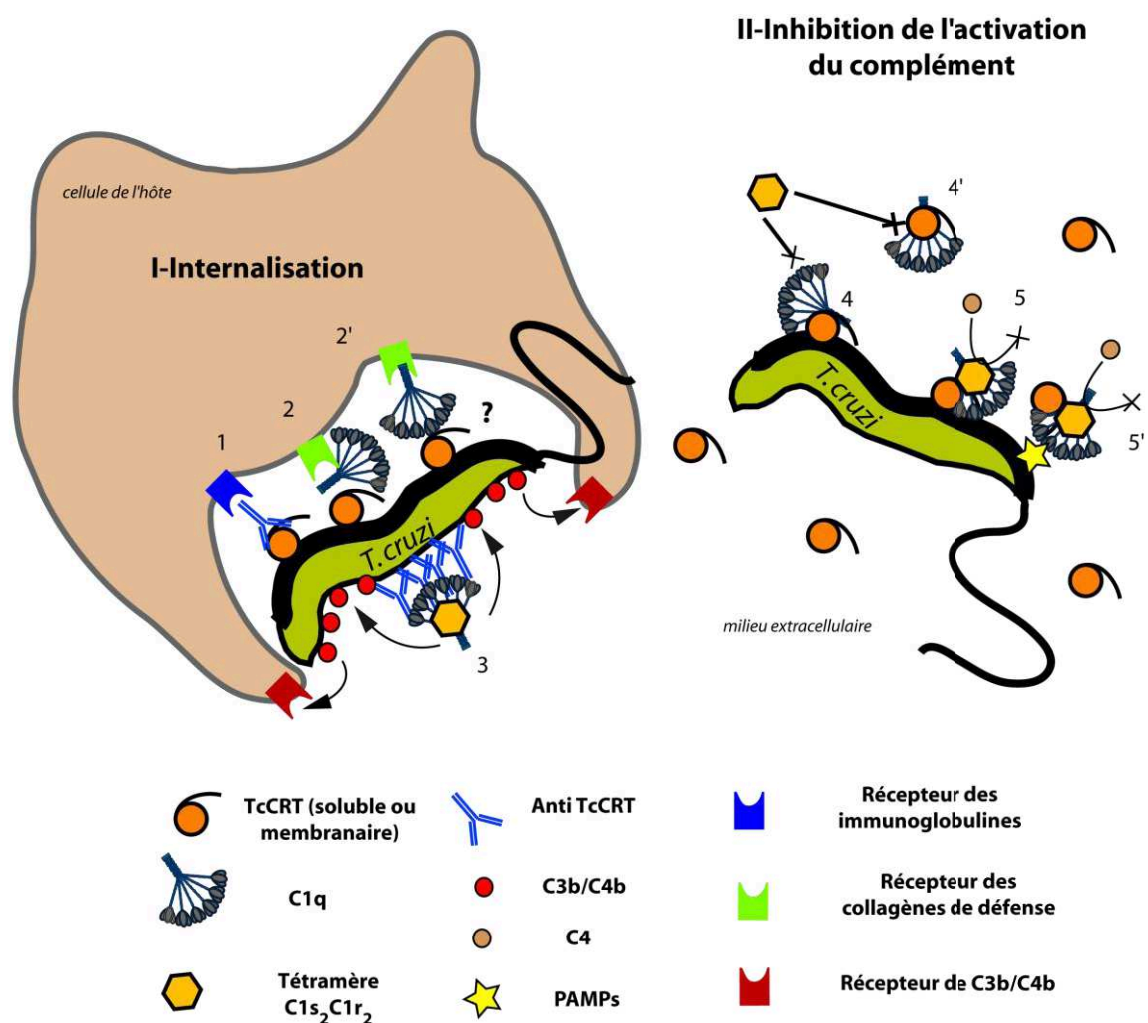 II-Inhibition de l'activation
du complément
cellule de l'hôte
I-Internalisation
4'
4
5
5'
2'
2
?
1
T.cruzi
T.cruzi
3
milieu extracellulaire
TcCRT (soluble ou
membranaire)
Anti TcCRT
Récepteur des
immunoglobulines
C1q
C3b/C4b
Récepteur des
collagènes de défense
C4
Tétramère
C1s2C1r2
PAMPs
Récepteur de C3b/C4b